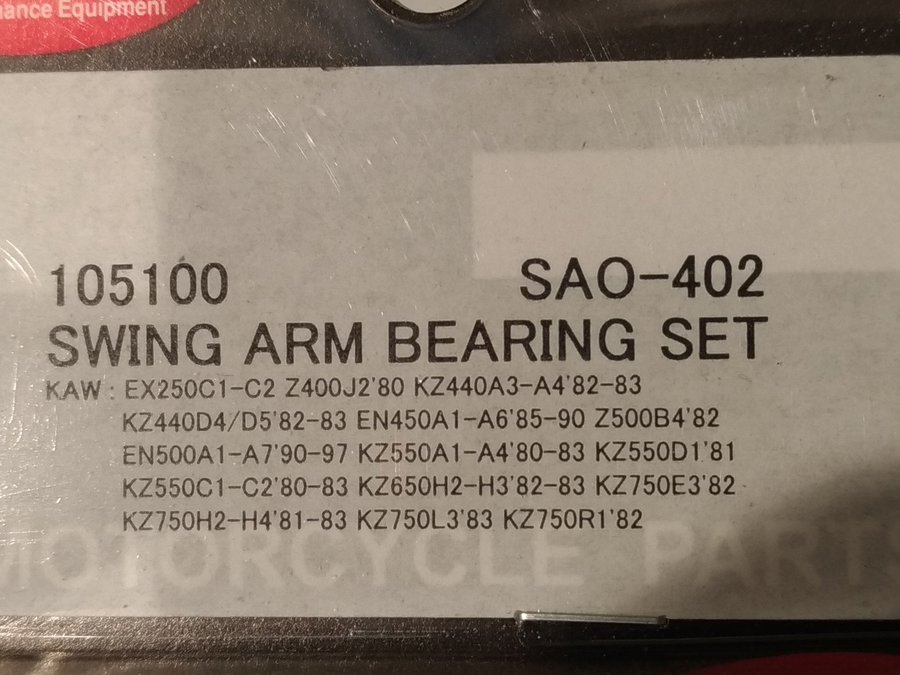 Equipment
105100 SAO-402
SWING ARM BEARING SET
KAW : EX250C1-C2 Z400J2'80 KZ440A3-A4'82-83
KZ440D4/D5'82-83 EN450A1-A6'85-90 Z500B4'82
EN500A1-A7'90-97 KZ550A1-A4'80-83 KZ550D1'81
KZ550C1-C2'80-83 KZ650H2-H3'82-83 KZ750E3'82
KZ750H2-H4'81-83 KZ750L3'83 KZ750R1'82
MOTORCYCLE PARTS